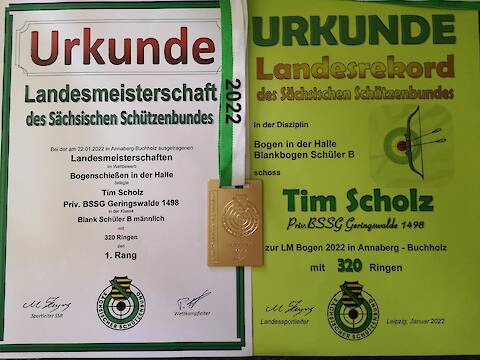 Urkunde
Landesmeisterschaft
des Sächsischen Schützenbundes
Bei der am 22.01.2022 in Annaberg-Buchholz ausgetragenen
Landesmeisterschaften
im Wettbewerb
Bogenschießen in der Halle
belegte
Tim Scholz
Priv. BSSG Geringswalde 1498
in der Klasse
Blank Schüler B männlich
mit
320 Ringen
den
1. Rang
Sportleiter SSB
Wettkampfleiter
SÄCHSISCHER SCHÜTZENBUND
2022
URKUNDE
Landesrekord
des Sächsischen Schützenbundes
in der Disziplin
Bogen in der Halle
Blankbogen Schüler B
schoss
Tim Scholz
Priv. BSSG Geringswalde 1498
zur LM Bogen 2022 in Annaberg - Buchholz
mit 320 Ringen
Landessportleiter
Leipzig, Januar 2022
SÄCHSISCHER SCHÜTZENBUND